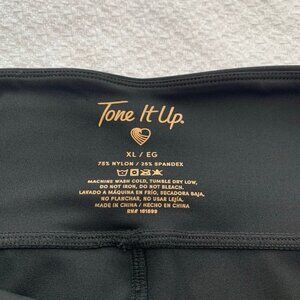 Tone It Up.
XL / EG
75% NYLON / 25% SPANDEX
MACHINE WASH COLD, TUMBLE DRY LOW,
DO NOT IRON, DO NOT BLEACH.
LAVADO A MÁQUINA EN FRÍO, SECADORA BAJA,
NO PLANCHAR, NO USAR LEJÍA.
MADE IN CHINA / HECHO EN CHINA
RN# 161899